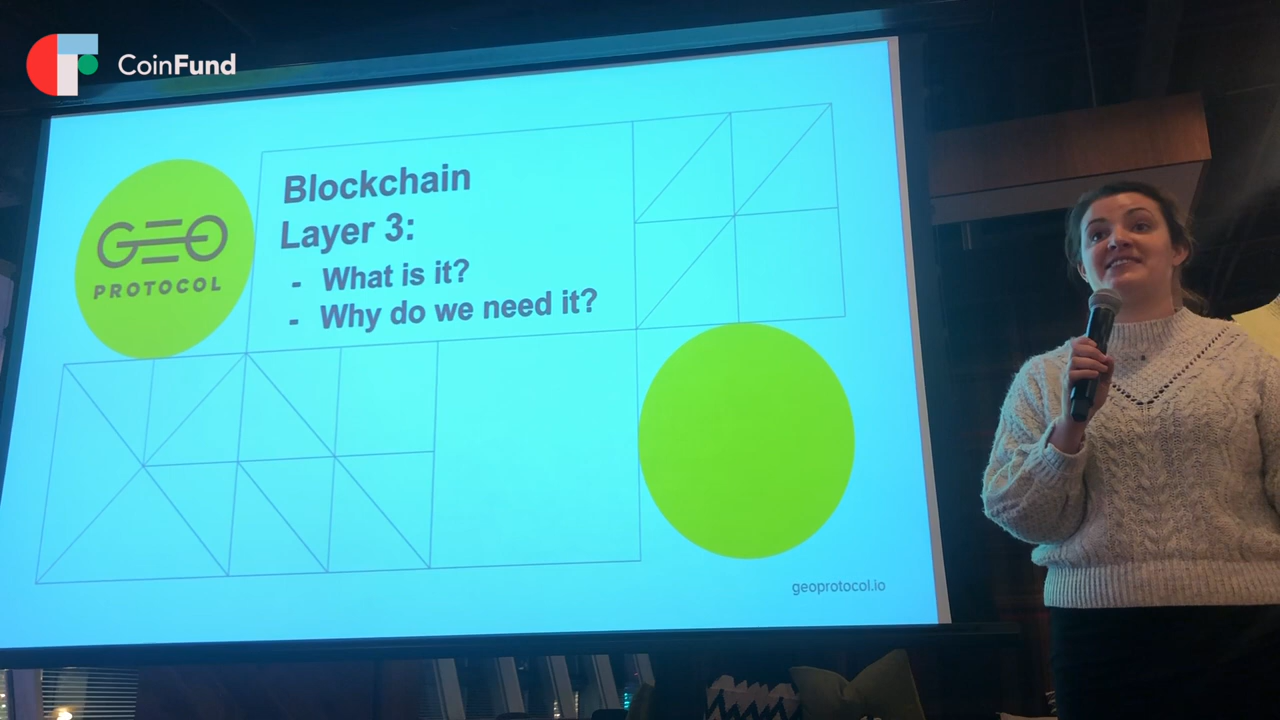 CoinFund
GEO
PROTOCOL
Blockchain
Layer 3:
- What is it?
- Why do we need it?
geoprotocol.io